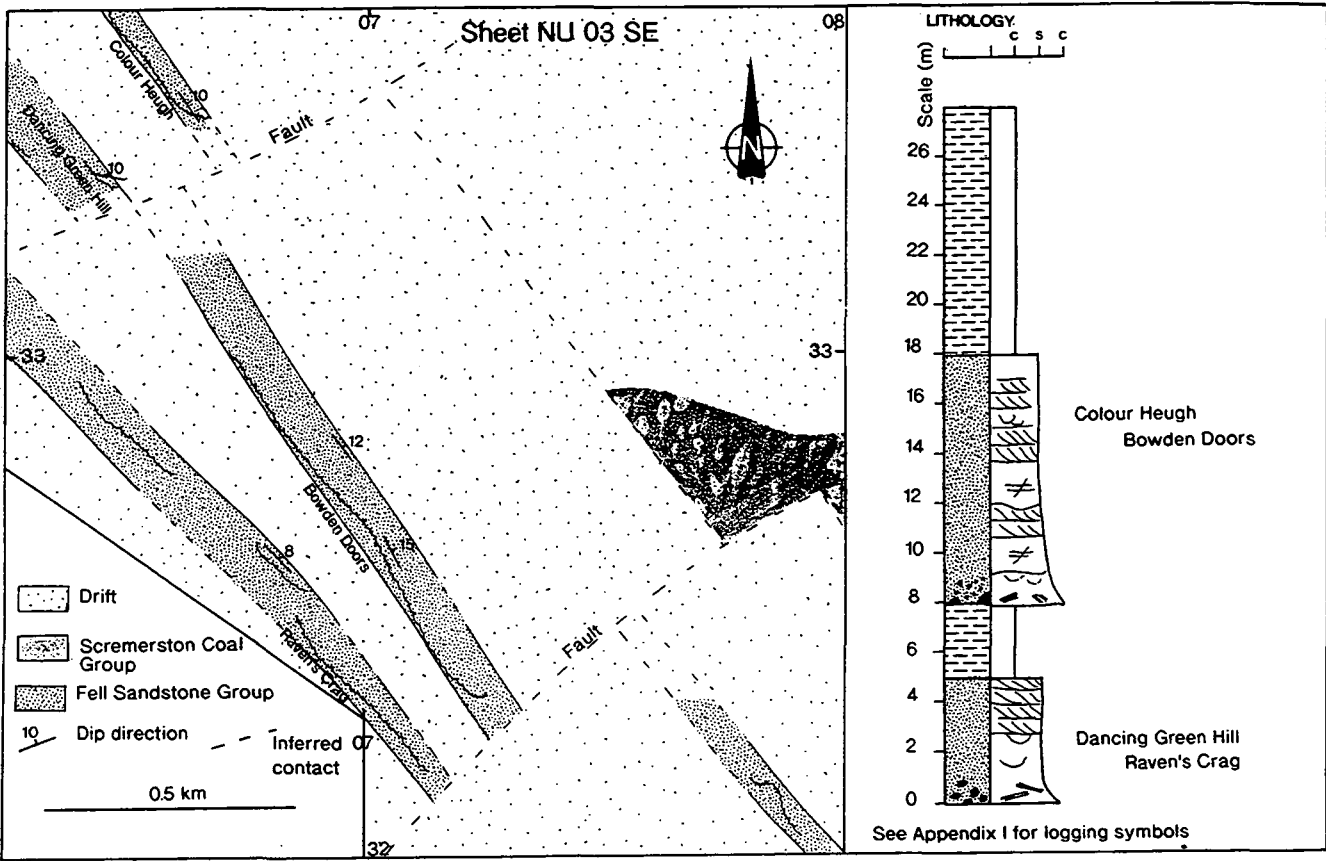 07
Sheet NU 03 SE
08
Colour Heugh
10
Fault
Dancing Green Hill
10
N
33
33
12
Bowden Doors
15
8
Raven's Crag
Fault
Drift
Scremerston Coal
Group
Fell Sandstone Group
10
Dip direction
Inferred
contact
07
0.5 km
32
LITHOLOGY.
c s c
Scale (m)
26
24
22
20
18
16
14
12
10
8
6
4
2
0
Colour Heugh
Bowden Doors
Dancing Green Hill
Raven's Crag
See Appendix I for logging symbols